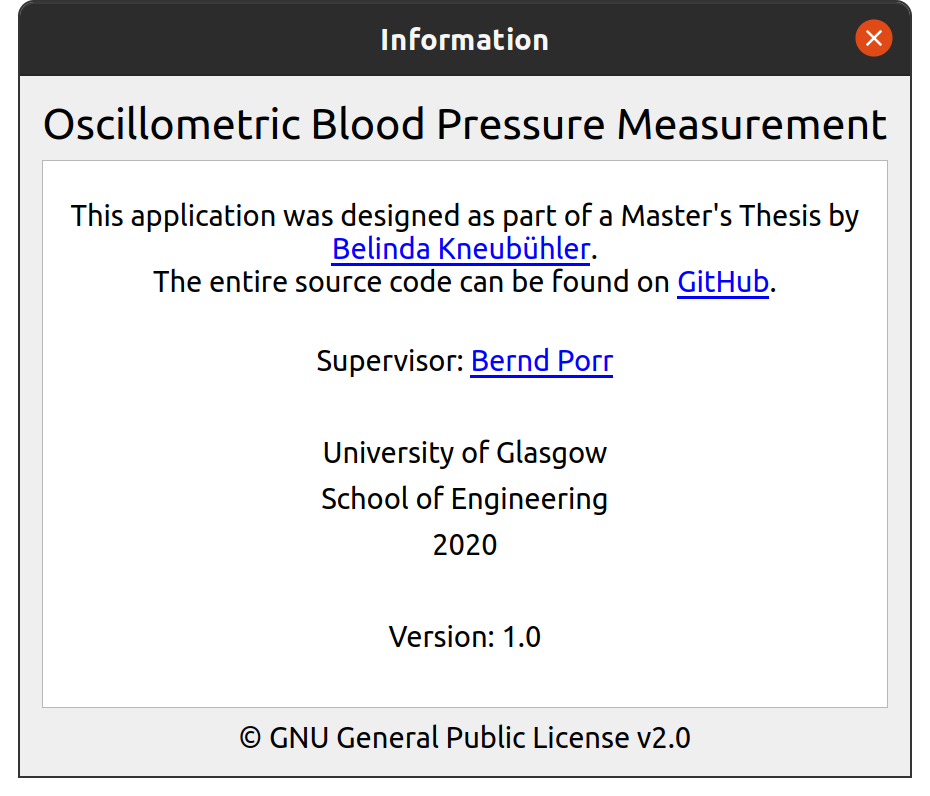 Information
Oscillometric Blood Pressure Measurement
This application was designed as part of a Master's Thesis by
Belinda Kneubühler.
The entire source code can be found on GitHub.
Supervisor: Bernd Porr
University of Glasgow
School of Engineering
2020
Version: 1.0
© GNU General Public License v2.0